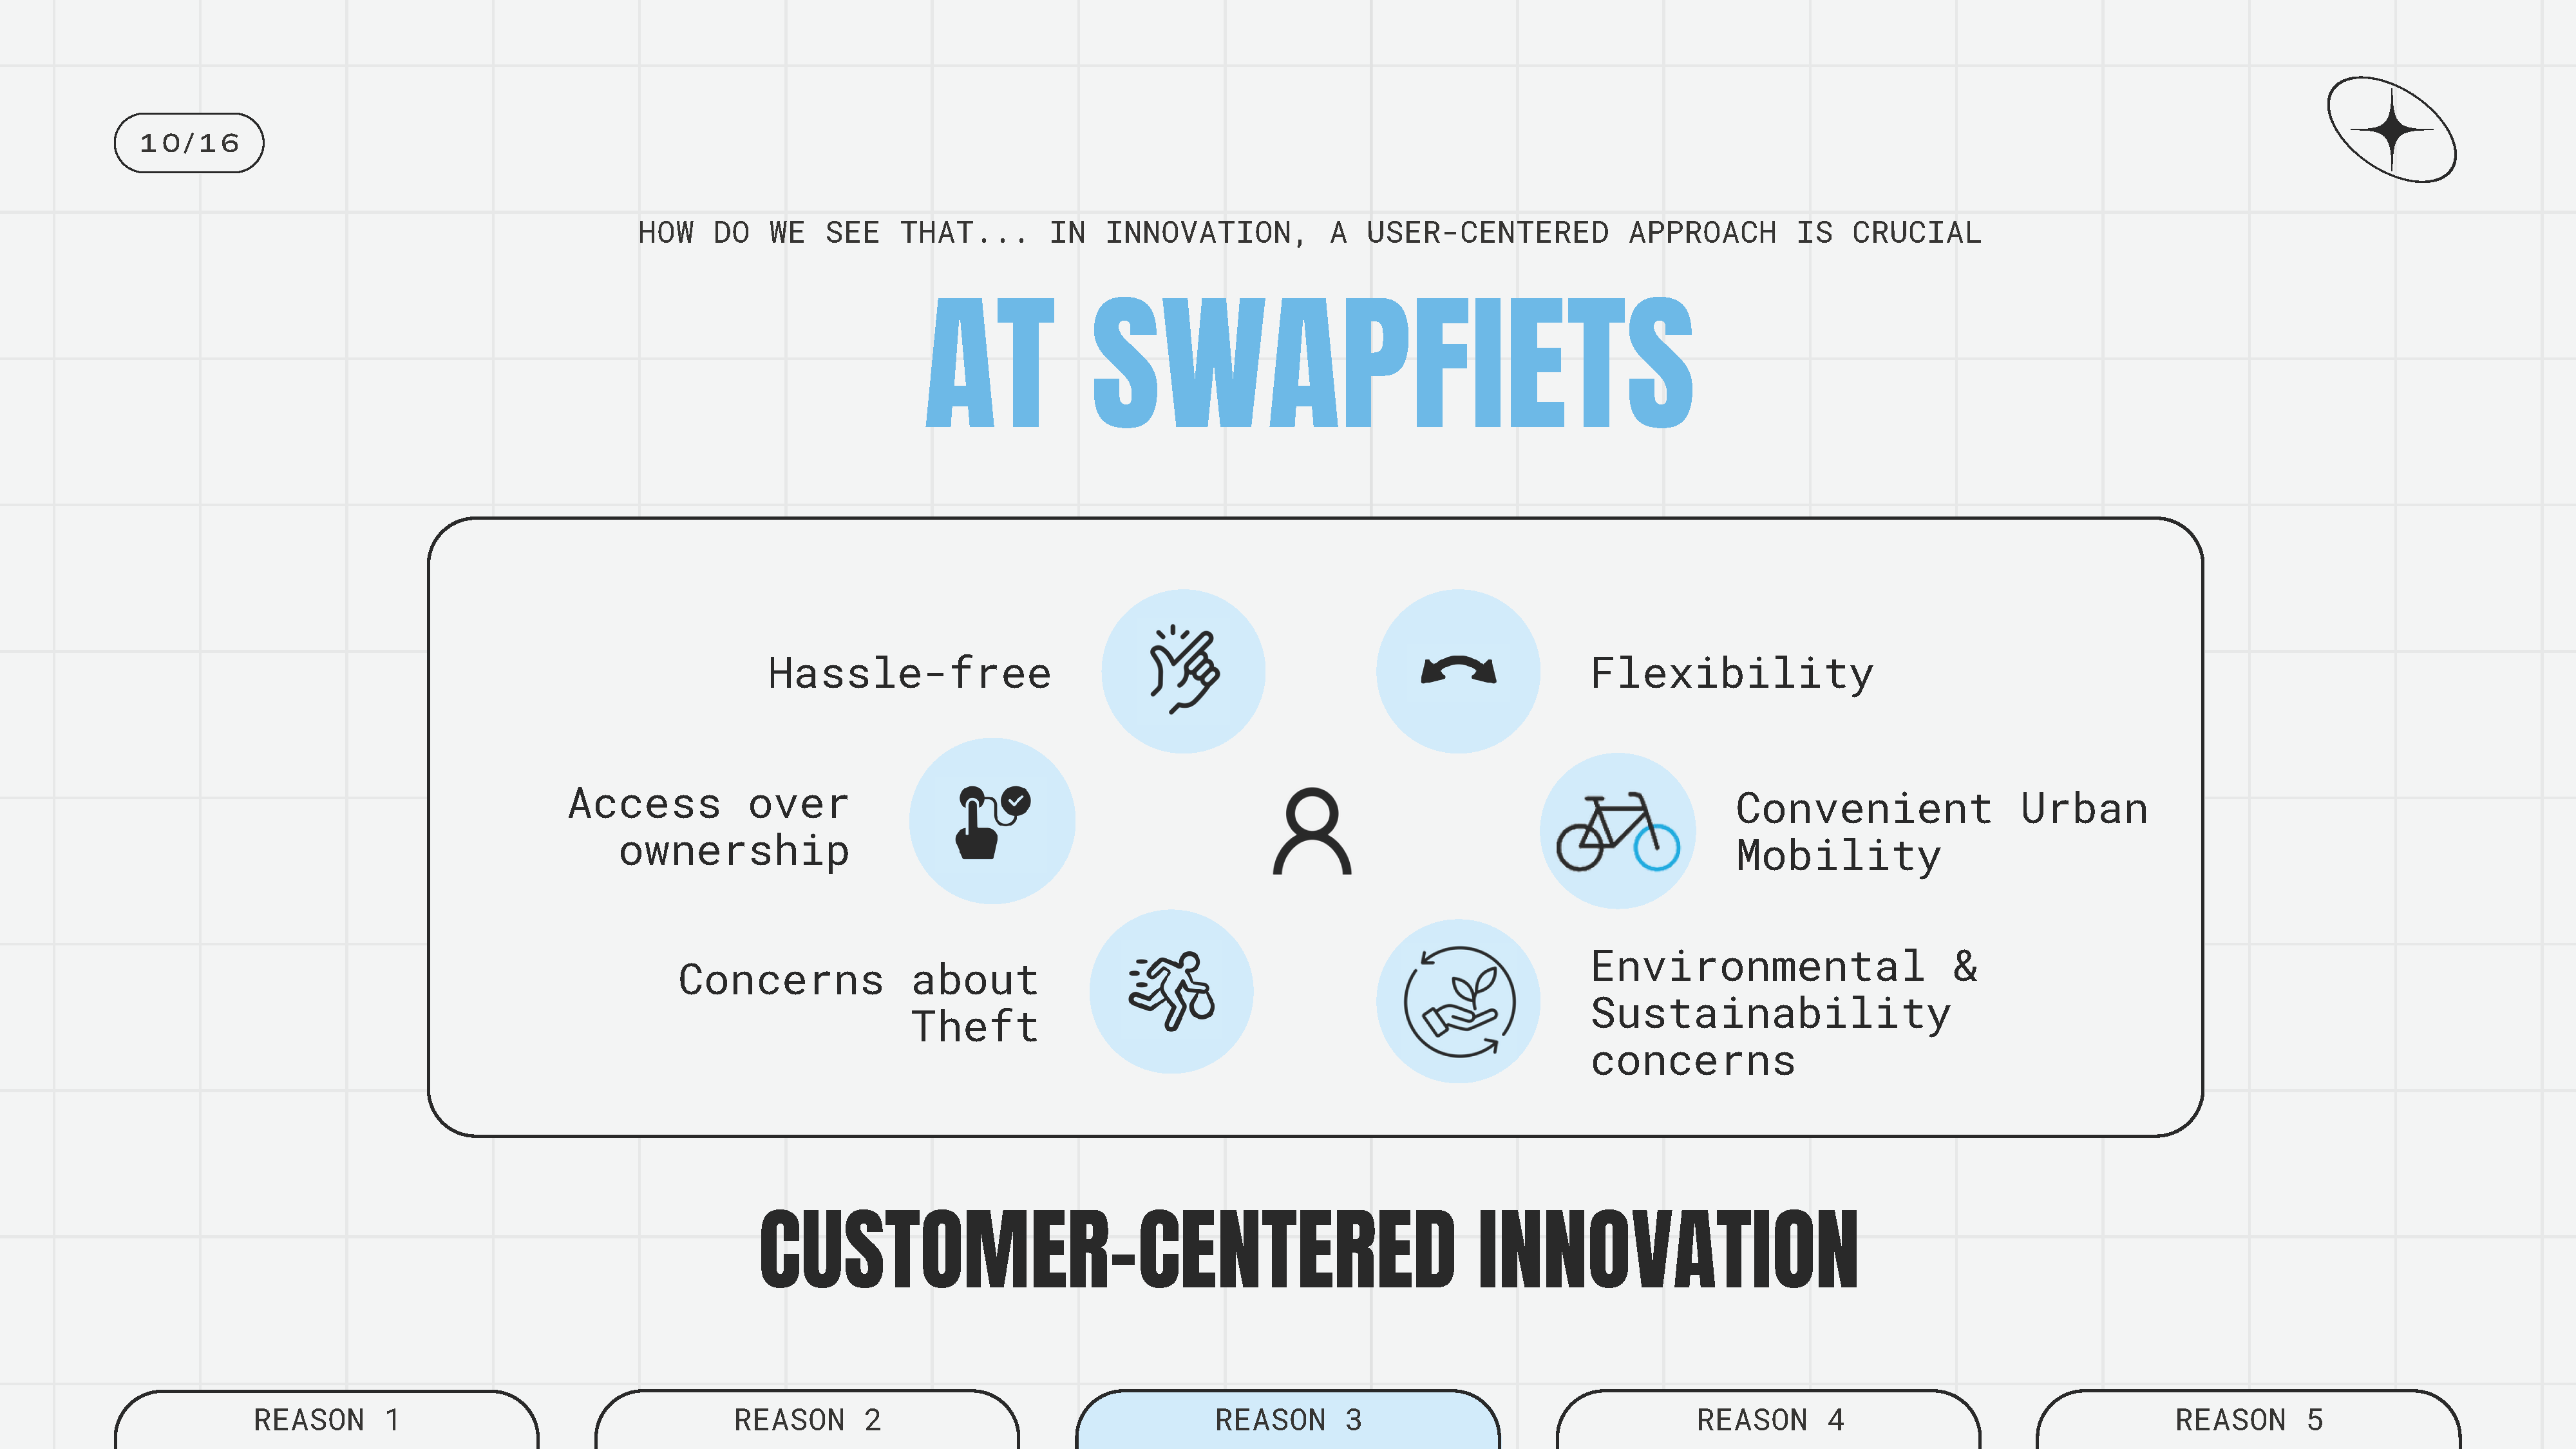 10/16
HOW DO WE SEE THAT... IN INNOVATION, A USER-CENTERED APPROACH IS CRUCIAL
AT SWAPFIETS
Hassle-free
Flexibility
Access over
ownership
Convenient Urban
Mobility
Concerns about
Theft
Environmental &
Sustainability
concerns
CUSTOMER-CENTERED INNOVATION
REASON 1
REASON 2
REASON 3
REASON 4
REASON 5